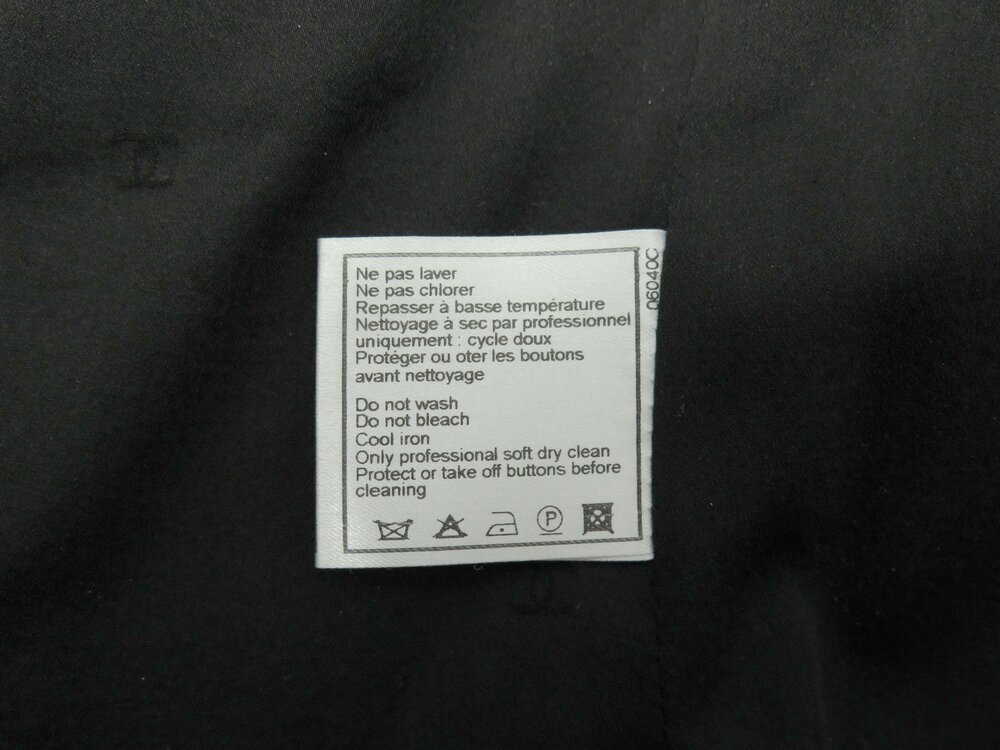 Ne pas laver
Ne pas chlorer
Repasser à basse température
Nettoyage à sec par professionnel
uniquement : cycle doux
Protéger ou oter les boutons
avant nettoyage
Do not wash
Do not bleach
Cool iron
Only professional soft dry clean
Protect or take off buttons before
cleaning
P
06040C